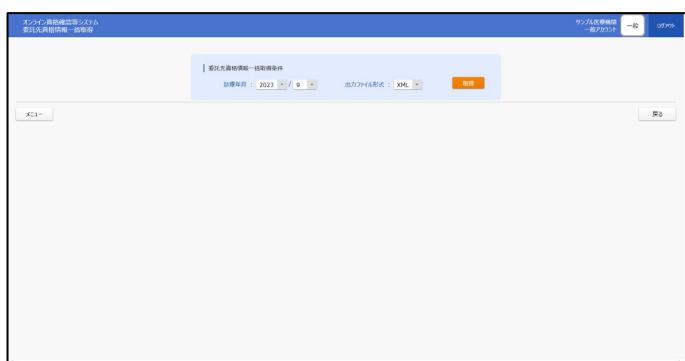 オンライン資格確認等システム
委託先資格情報一括取得
サンプル医療機関
一般アカウント
一般
ログアウト
委託先資格情報一括取得条件
診療年月 : 2023 / 9
出力ファイル形式 : XML
取得
メニュー
戻る